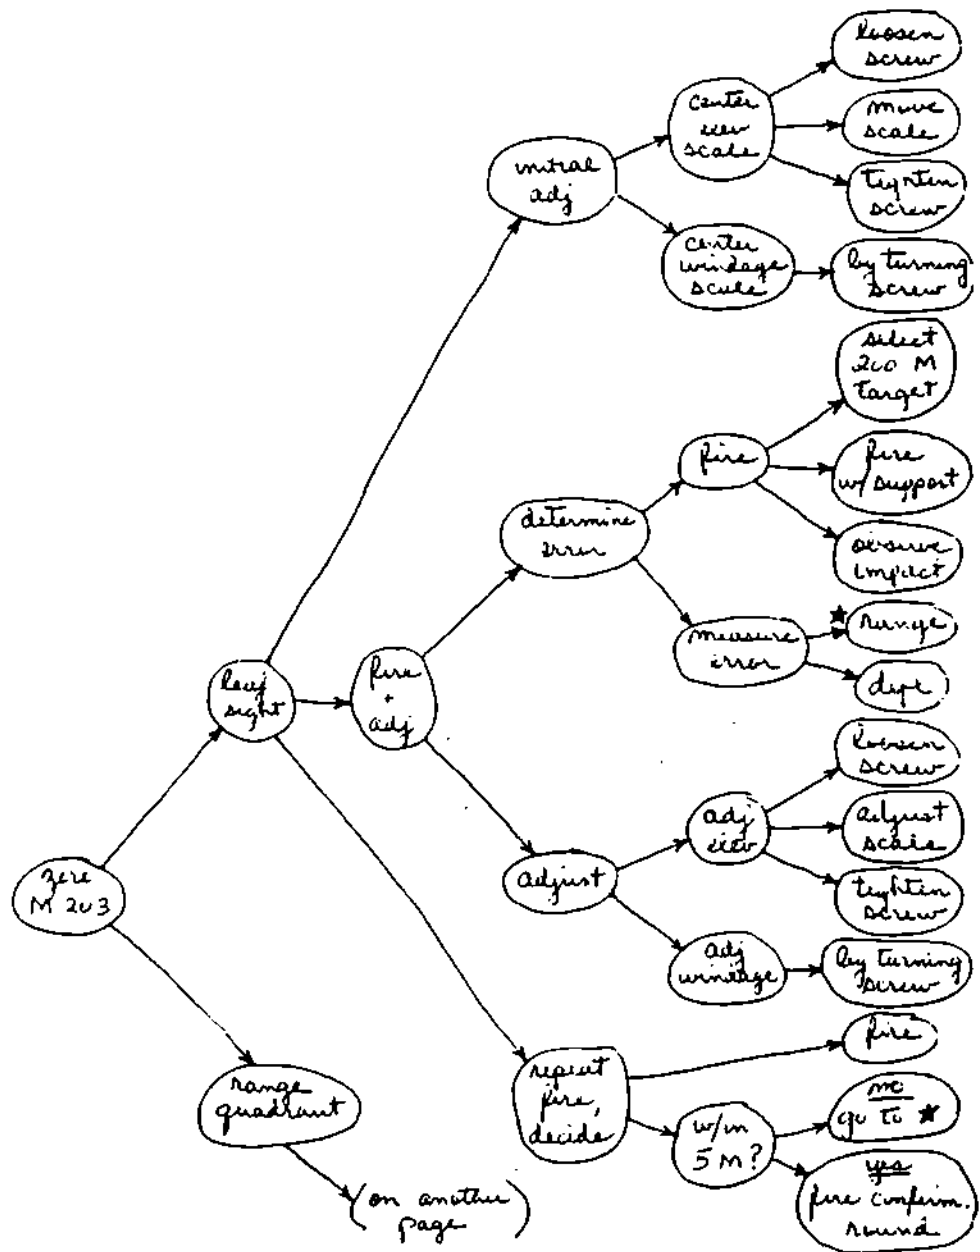 loosen
screw
center
elev
scale
move
scale
initial
adj
tighten
screw
center
windage
scale
by turning
screw
select
200 M
target
fire
fire
w/support
determine
error
observe
impact
measure
error
★ range
leaf
sight
fire
+
adj
loosen
screw
adj
elev
adjust
scale
zero
M 203
adjust
tighten
screw
adj
windage
by turning
screw
fire
range
quadrant
repeat
fire,
decide
w/in
5 M?
no
go to ★
yes
fire confirm.
round
(on another
page)